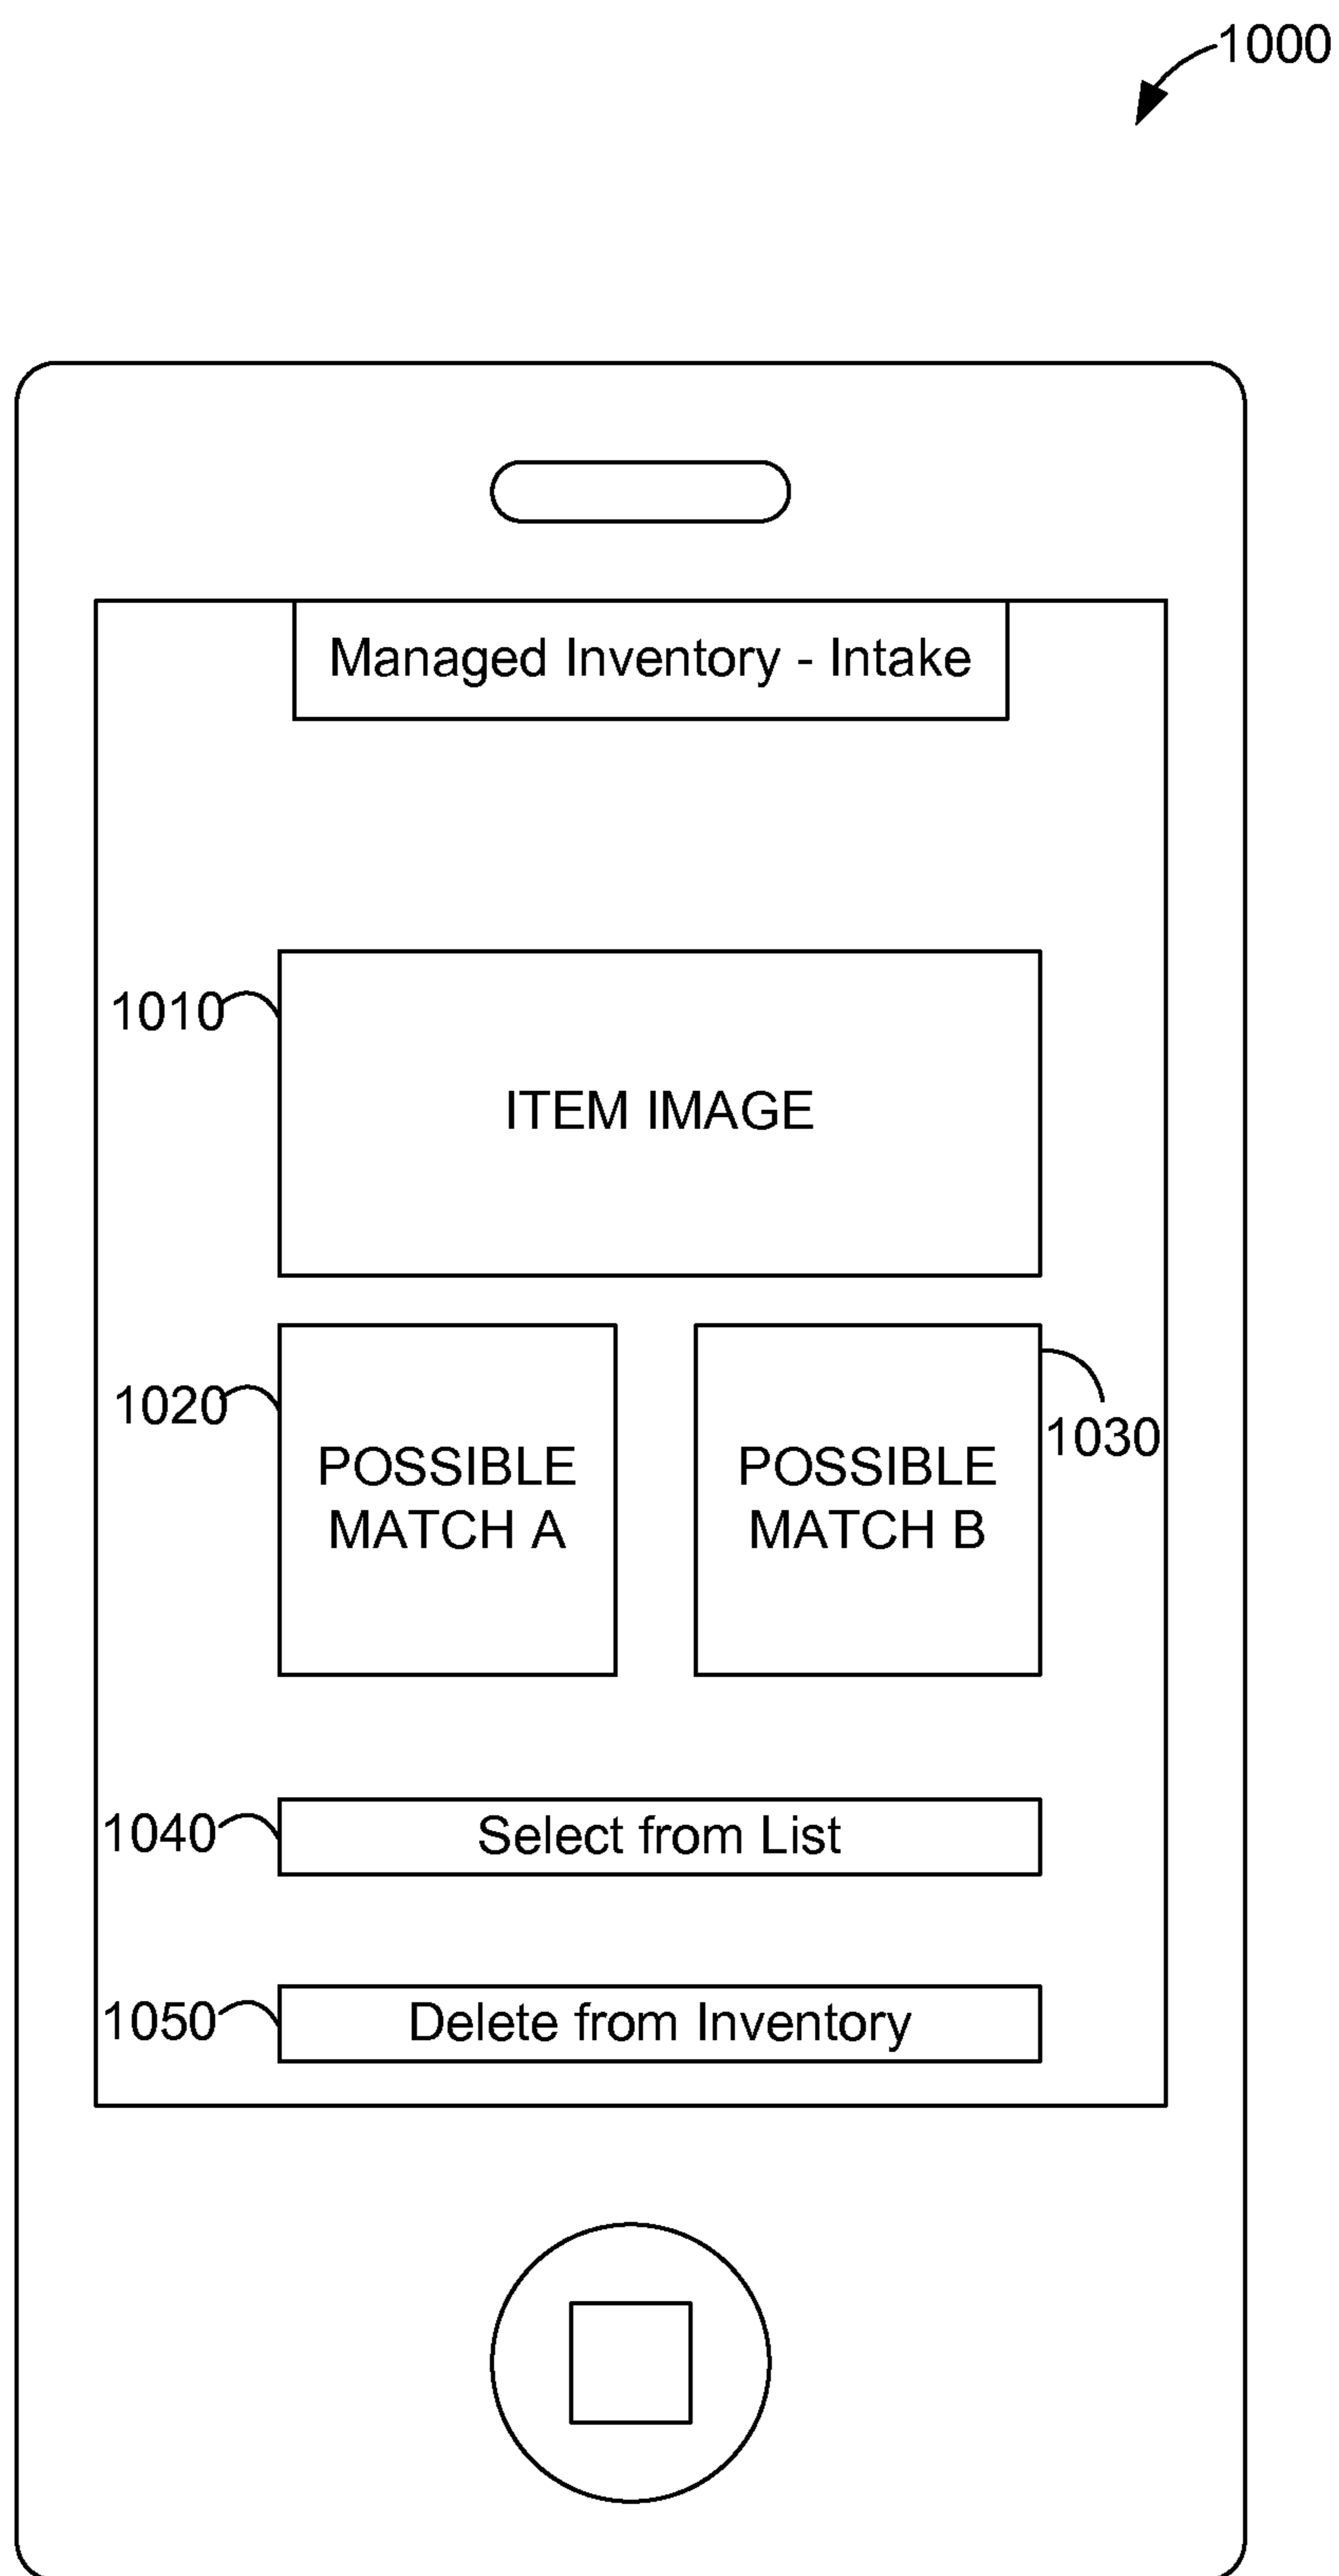 1000
Managed Inventory - Intake
1010
ITEM IMAGE
1020
POSSIBLE
MATCH A
POSSIBLE
MATCH B
1030
1040
Select from List
1050
Delete from Inventory